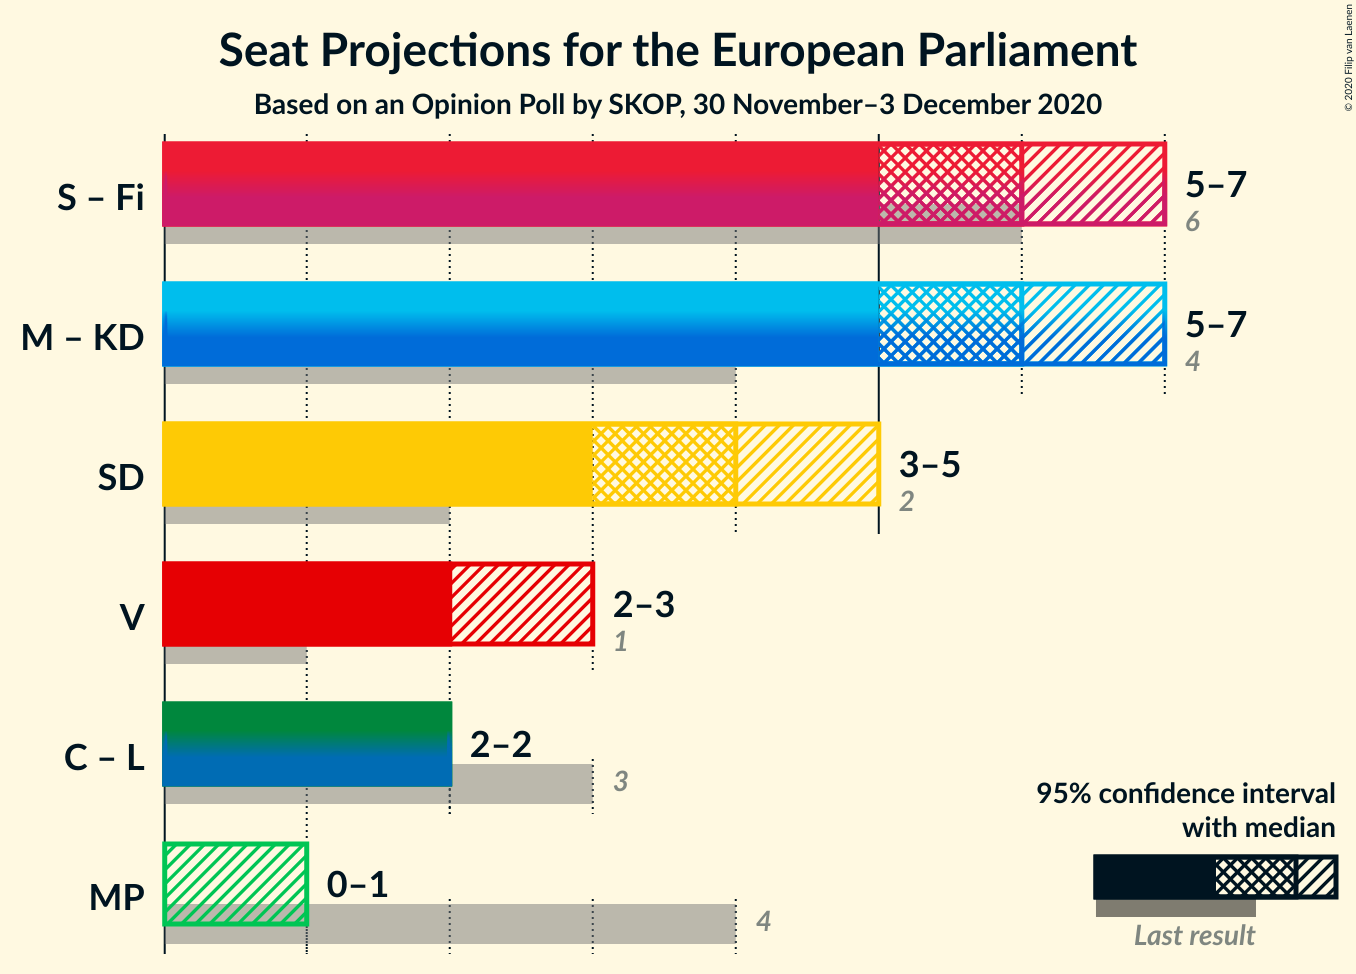 Seat Projections for the European Parliament
Based on an Opinion Poll by SKOP, 30 November–3 December 2020
© 2020 Filip van Laenen
S – Fi
5–7
6
M – KD
5–7
4
SD
3–5
2
V
2–3
1
C – L
2–2
3
MP
0–1
4
95% confidence interval
with median
Last result